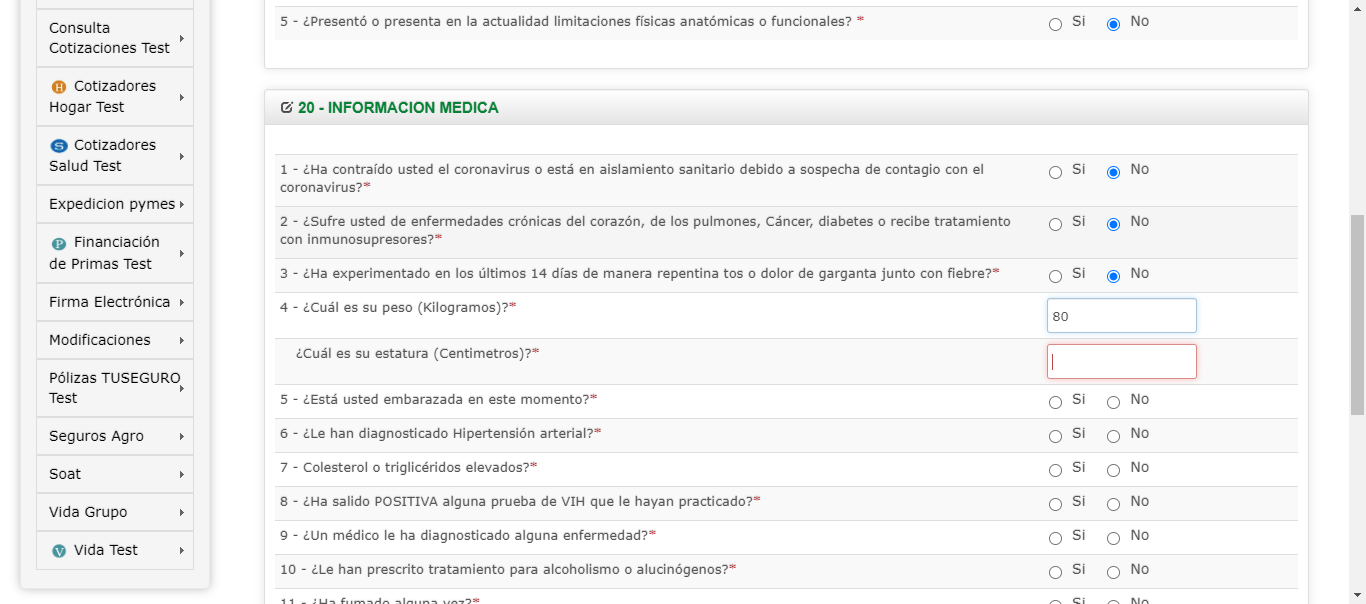 Consulta
Cotizaciones Test
H Cotizadores
Hogar Test
S Cotizadores
Salud Test
Expedicion pymes
P Financiación
de Primas Test
Firma Electrónica
Modificaciones
Pólizas TUSEGURO
Test
Seguros Agro
Soat
Vida Grupo
V Vida Test
5 - ¿Presentó o presenta en la actualidad limitaciones físicas anatómicas o funcionales? * Si No
20 - INFORMACION MEDICA
1 - ¿Ha contraído usted el coronavirus o está en aislamiento sanitario debido a sospecha de contagio con el Si No
coronavirus?*
2 - ¿Sufre usted de enfermedades crónicas del corazón, de los pulmones, Cáncer, diabetes o recibe tratamiento Si No
con inmunosupresores?*
3 - ¿Ha experimentado en los últimos 14 días de manera repentina tos o dolor de garganta junto con fiebre?* Si No
4 - ¿Cuál es su peso (Kilogramos)?* 80
¿Cuál es su estatura (Centimetros)?*
5 - ¿Está usted embarazada en este momento?* Si No
6 - ¿Le han diagnosticado Hipertensión arterial?* Si No
7 - Colesterol o triglicéridos elevados?* Si No
8 - ¿Ha salido POSITIVA alguna prueba de VIH que le hayan practicado?* Si No
9 - ¿Un médico le ha diagnosticado alguna enfermedad?* Si No
10 - ¿Le han prescrito tratamiento para alcoholismo o alucinógenos?* Si No
11 - ¿Ha fumado alguna vez?* Si No